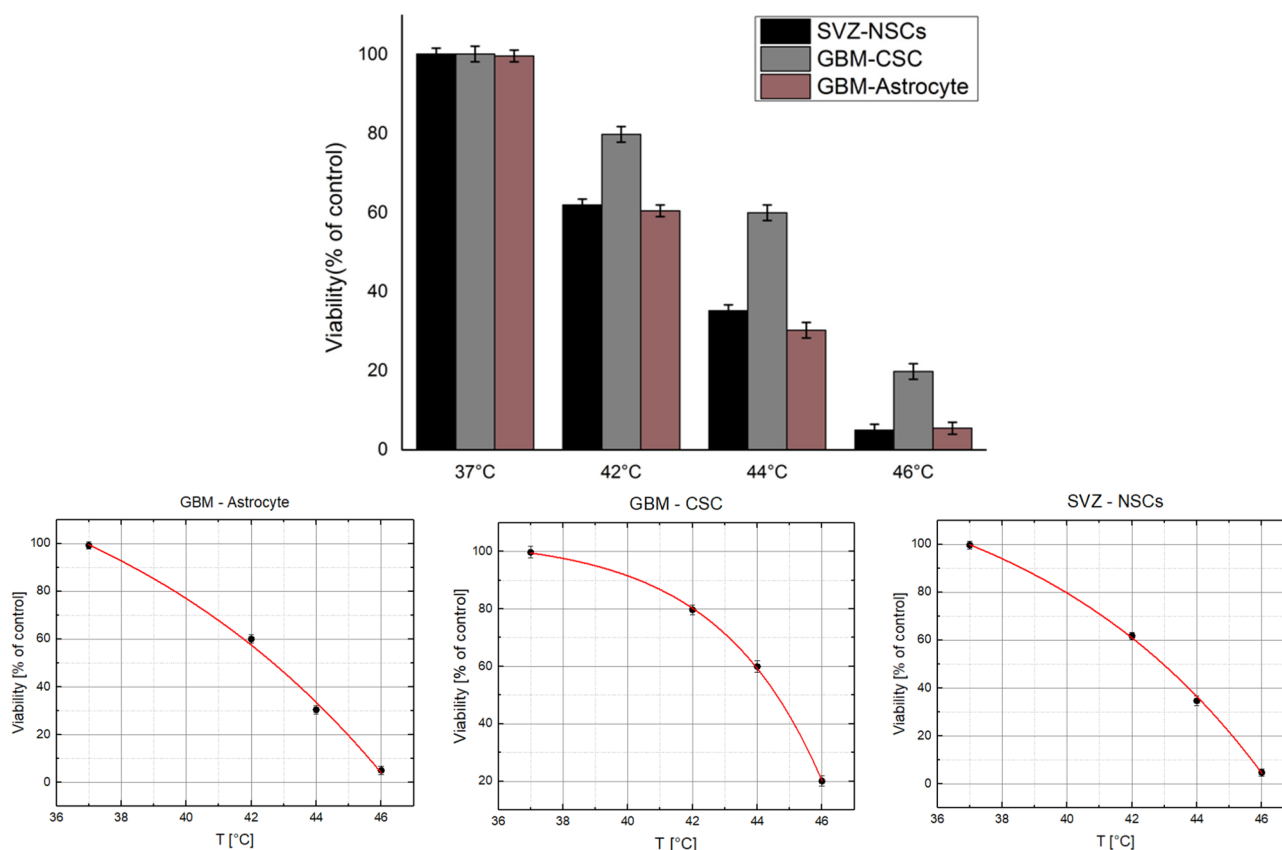 SVZ-NSCs
GBM-CSC
GBM-Astrocyte
Viability(% of control)
100
80
60
40
20
0
37°C
42°C
44°C
46°C
GBM - Astrocyte
Viability [% of control]
100
80
60
40
20
0
36
38
40
42
44
46
T [°C]
GBM - CSC
Viability [% of control]
100
80
60
40
20
36
38
40
42
44
46
T [°C]
SVZ - NSCs
Viability [% of control]
100
80
60
40
20
0
36
38
40
42
44
46
T [°C]